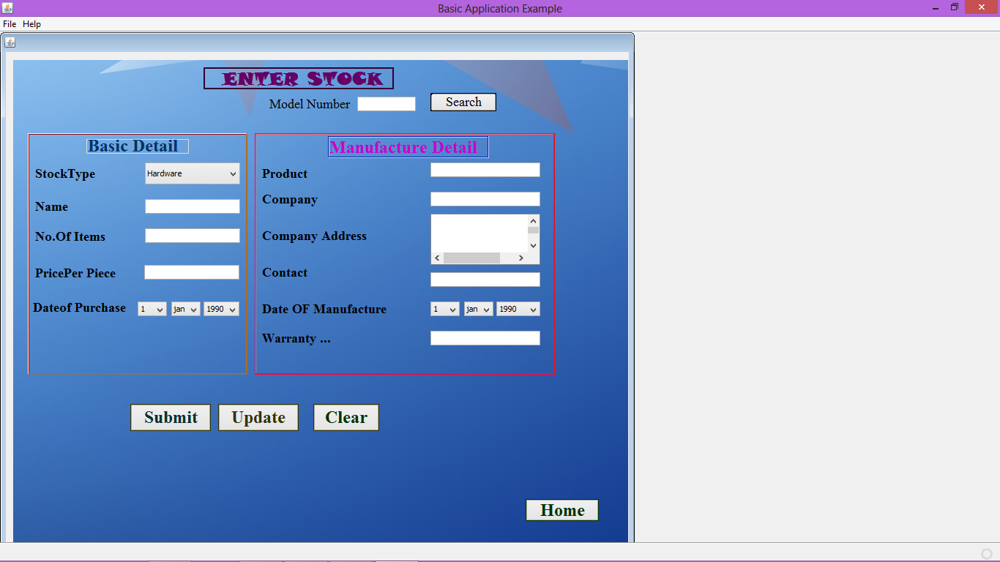 Basic Application Example
File Help
ENTER STOCK
Model Number Search
Basic Detail
StockType Hardware
Name
No.Of Items
PricePer Piece
Dateof Purchase 1 jan 1990
Manufacture Detail
Product
Company
Company Address
Contact
Date OF Manufacture 1 jan 1990
Warranty ...
Submit Update Clear
Home